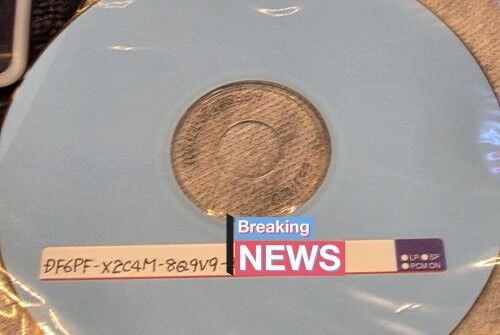 Breaking
NEWS
DF6PF-X2C4M-8Q9V9-
LP SP
PCM ON